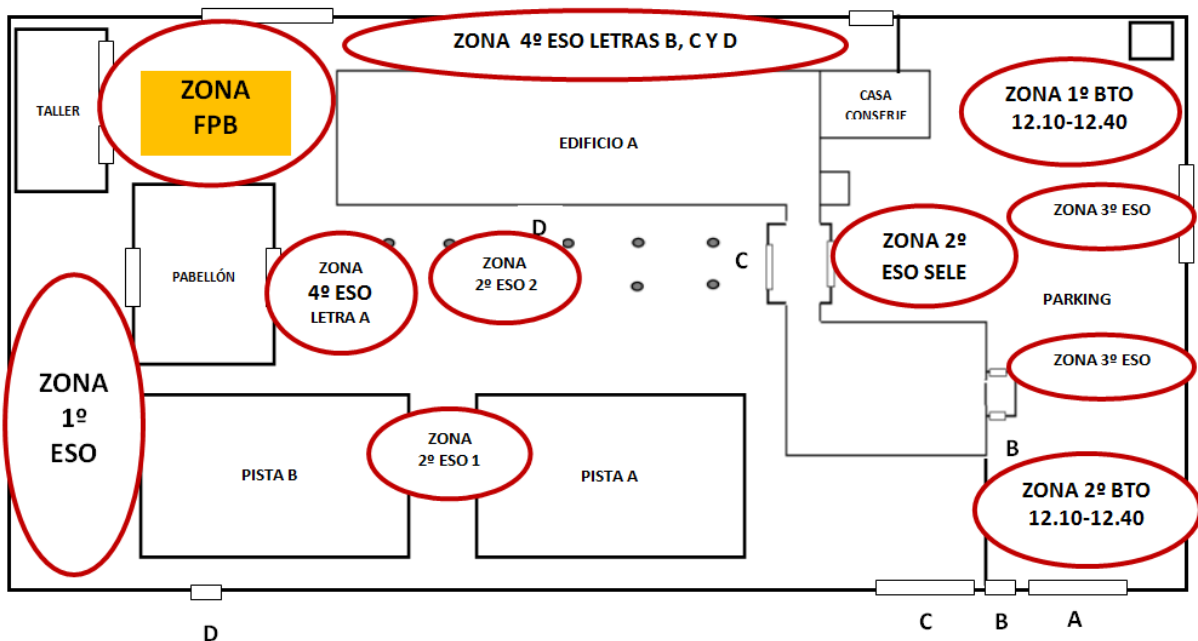 ZONA 4º ESO LETRAS B, C Y D
TALLER
ZONA
FPB
EDIFICIO A
CASA
CONSERJE
ZONA 1º BTO
12.10-12.40
ZONA 3º ESO
D
C
ZONA 2º
ESO SELE
PABELLÓN
ZONA
4º ESO
LETRA A
ZONA
2º ESO 2
PARKING
ZONA 3º ESO
ZONA
1º
ESO
ZONA
2º ESO 1
PISTA B
PISTA A
B
ZONA 2º BTO
12.10-12.40
D
C
B
A